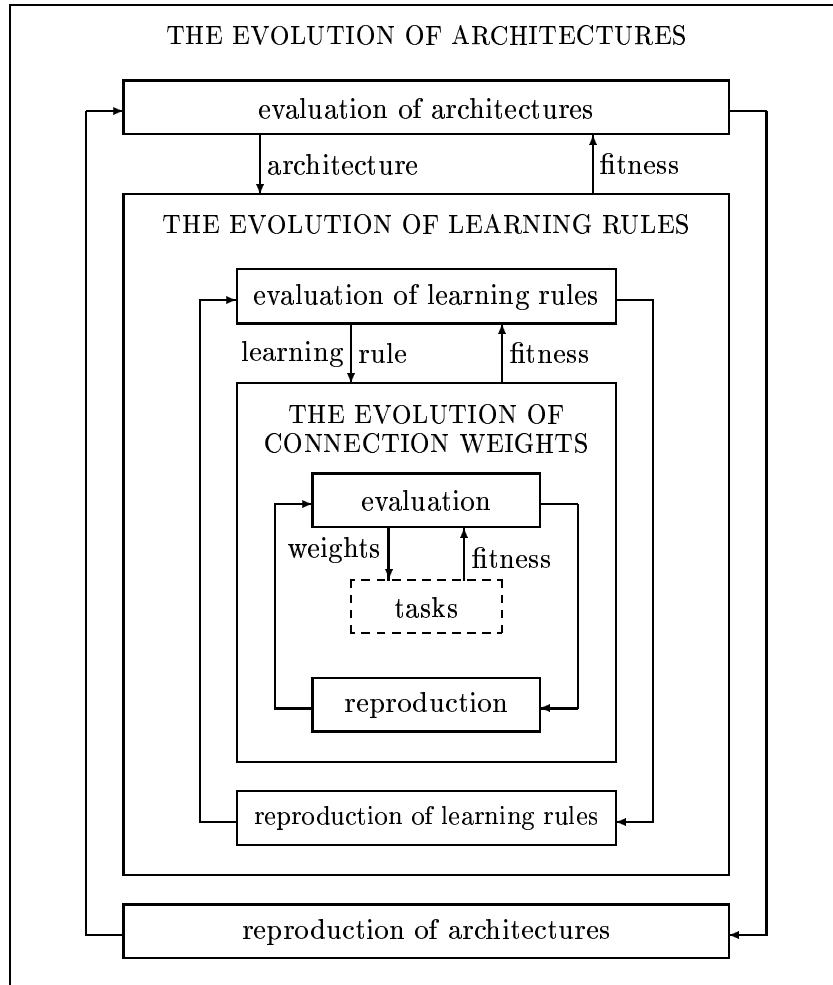 THE EVOLUTION OF ARCHITECTURES
evaluation of architectures
architecture
fitness
THE EVOLUTION OF LEARNING RULES
evaluation of learning rules
learning rule
fitness
THE EVOLUTION OF
CONNECTION WEIGHTS
evaluation
weights
fitness
tasks
reproduction
reproduction of learning rules
reproduction of architectures